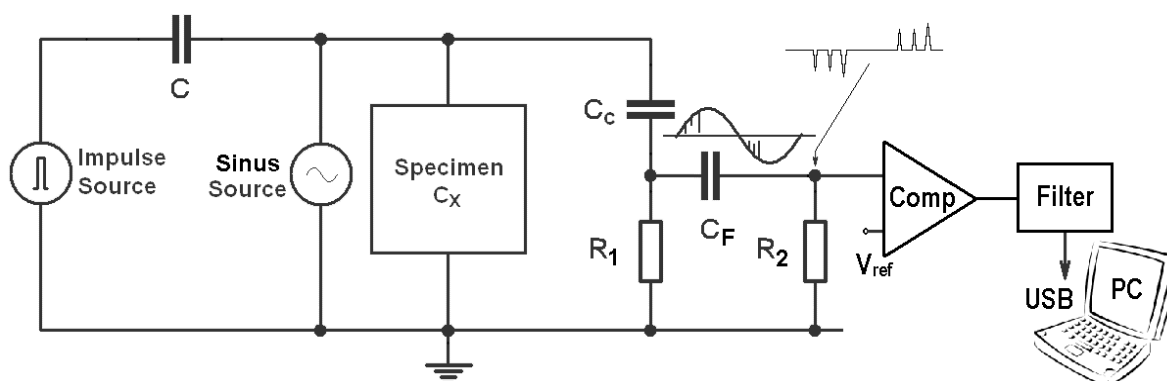 C
Impulse
Source
Sinus
Source
Specimen
Cx
Cc
CF
R1
R2
Comp
Vref
Filter
USB
PC